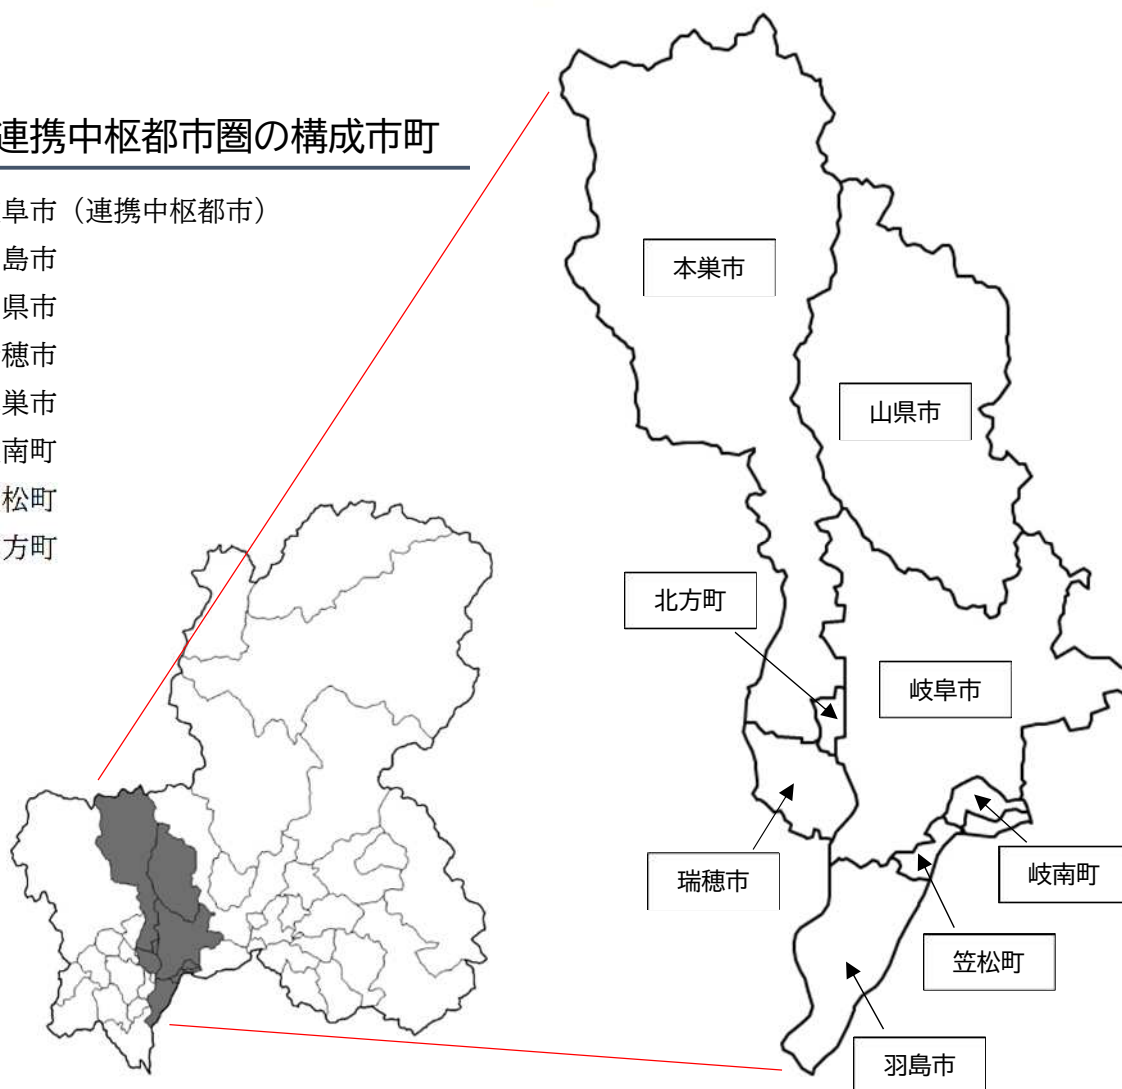 連携中枢都市圏の構成市町
阜市（連携中枢都市）
島市
県市
穂市
巣市
南町
松町
方町
本巣市
山県市
北方町
岐阜市
瑞穂市
岐南町
笠松町
羽島市